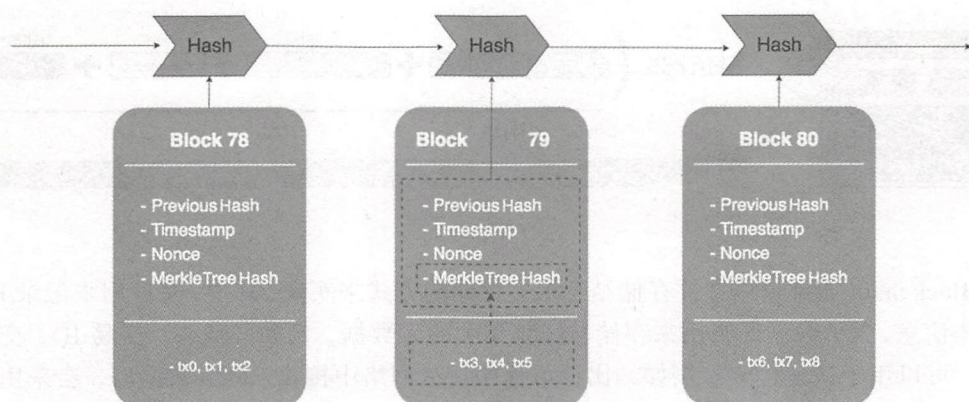 Hash
Hash
Hash
Block 78
- Previous Hash
- Timestamp
- Nonce
- MerkleTree Hash
- tx0, tx1, tx2
Block 79
- Previous Hash
- Timestamp
- Nonce
- MerkleTree Hash
- tx3, tx4, tx5
Block 80
- Previous Hash
- Timestamp
- Nonce
- MerkleTree Hash
- tx6, tx7, tx8